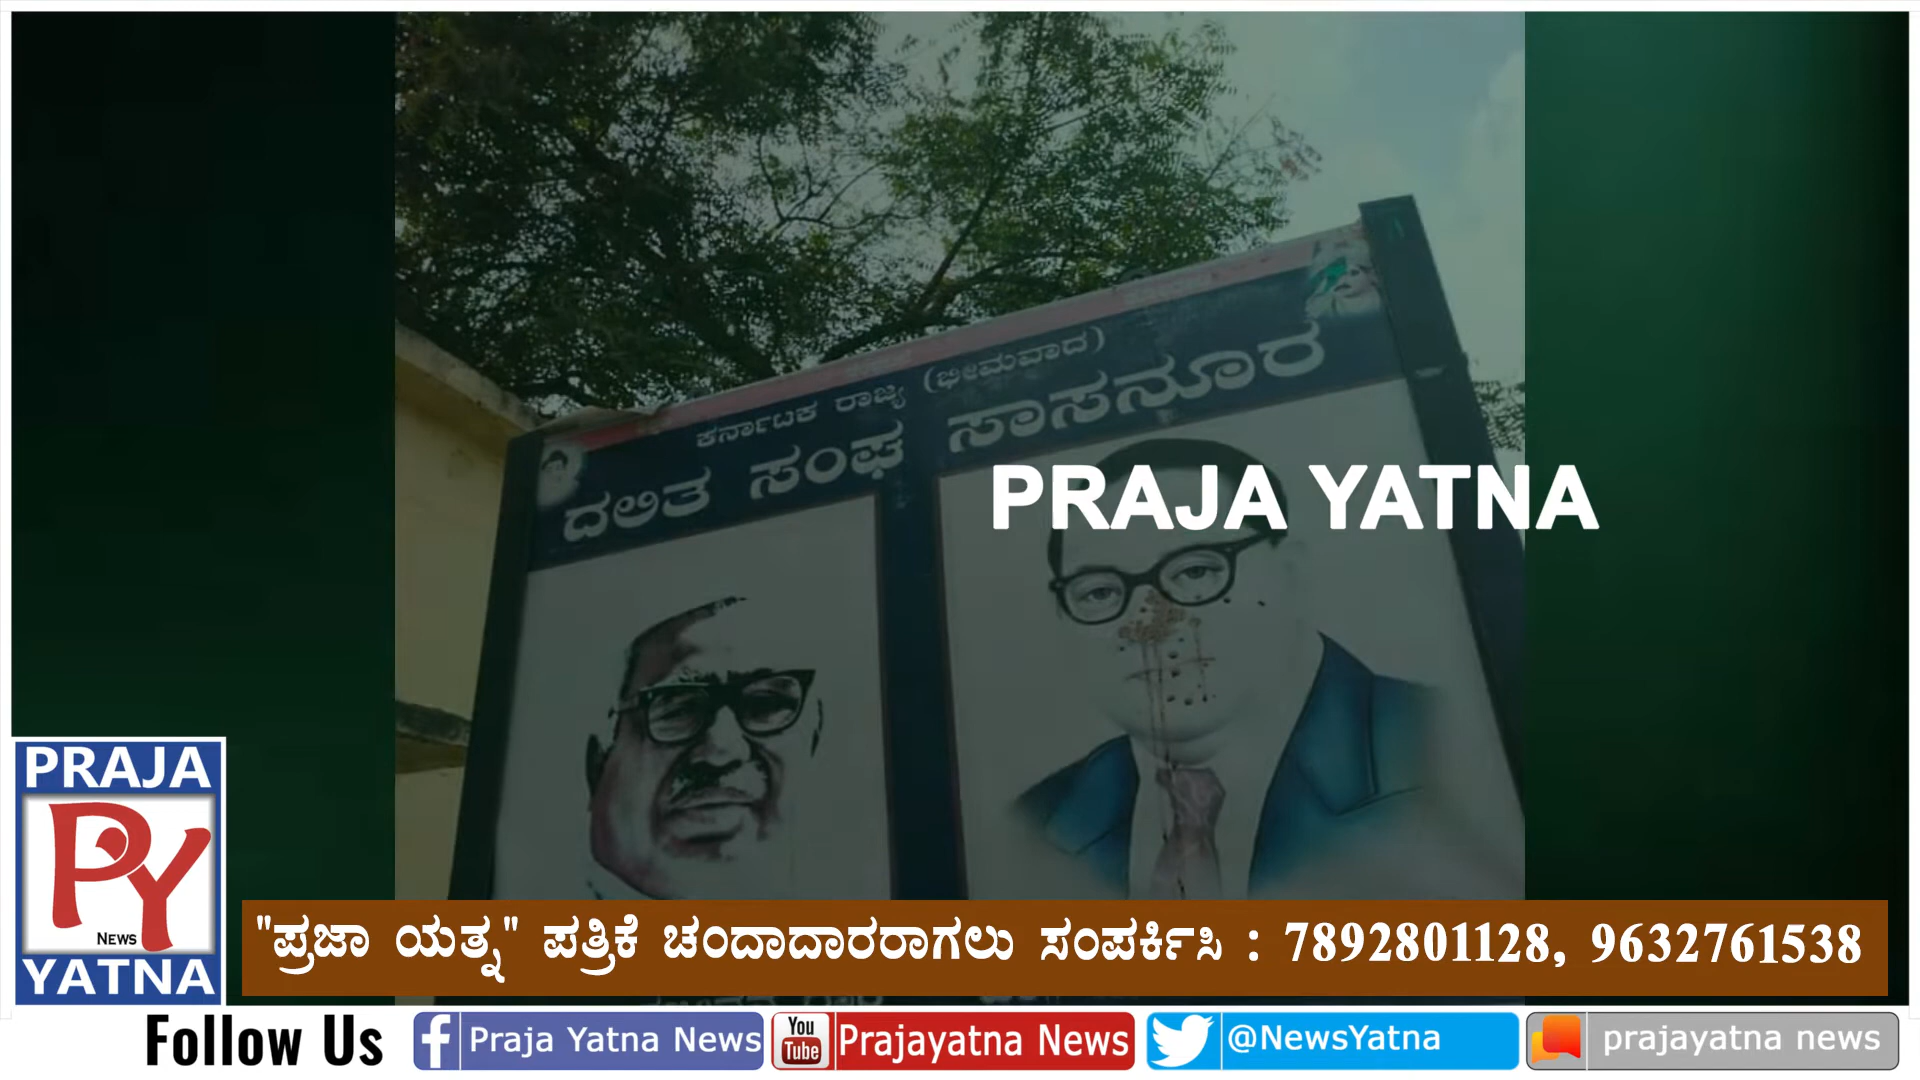 ಕರ್ನಾಟಕ ರಾಜ್ಯ (ಭೀಮವಾದ)
ದಲಿತ ಸಂಘ ಸಾಸನೂರ
PRAJA YATNA
PRAJA
PY
NEWS
YATNA
"ಪ್ರಜಾ ಯತ್ನ" ಪತ್ರಿಕೆ ಚಂದಾದಾರರಾಗಲು ಸಂಪರ್ಕಿಸಿ : 7892801128, 9632761538
Follow Us
f Praja Yatna News
You Tube Prajayatna News
@NewsYatna
prajayatna news